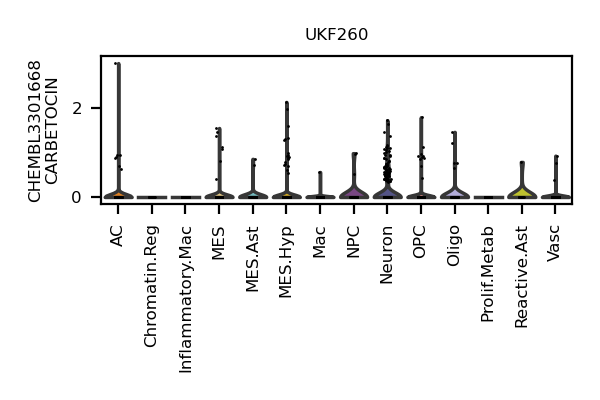 UKF260
CHEMBL3301668
CARBETOCIN
2
0
AC
Chromatin.Reg
Inflammatory.Mac
MES
MES.Ast
MES.Hyp
Mac
NPC
Neuron
OPC
Oligo
Prolif.Metab
Reactive.Ast
Vasc